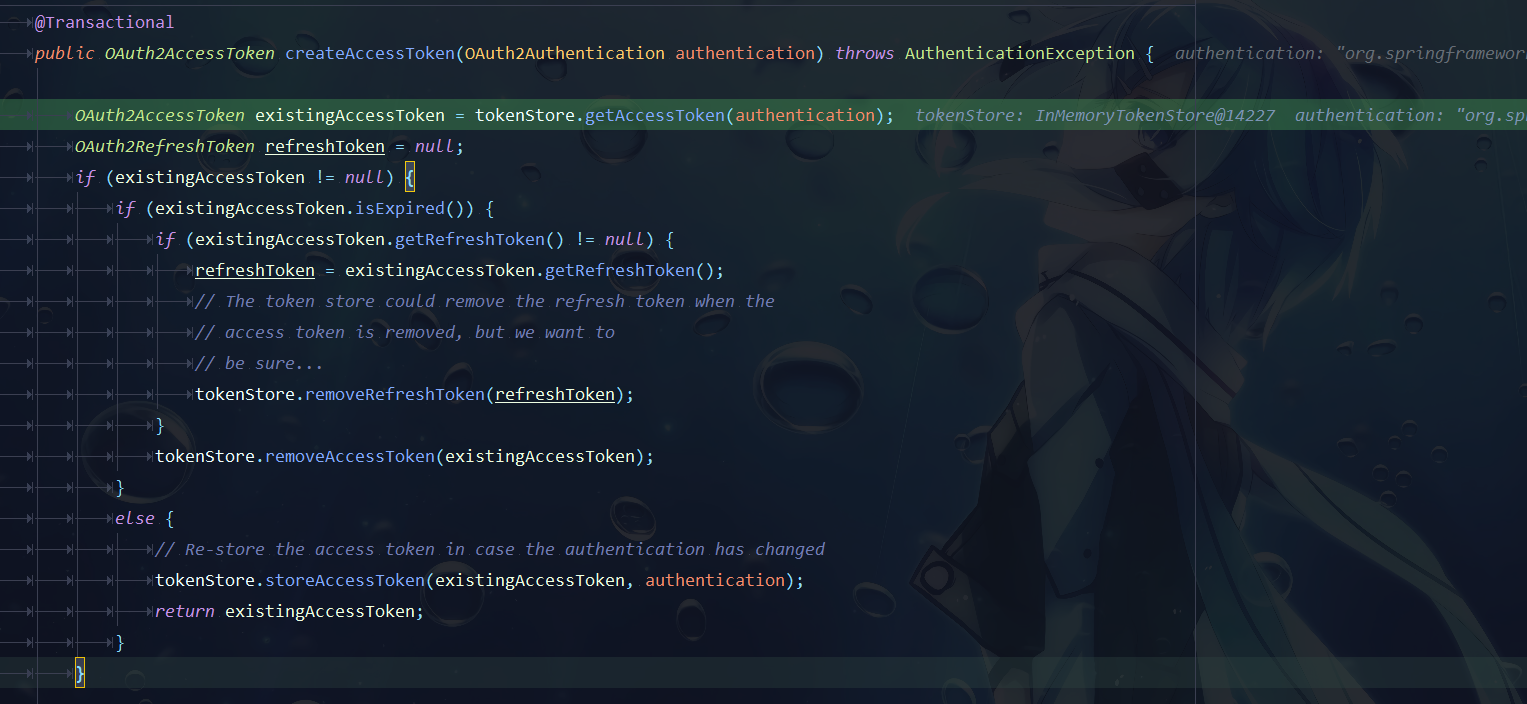 @Transactional
public OAuth2AccessToken createAccessToken(OAuth2Authentication authentication) throws AuthenticationException {  authentication: "org.springframewor
OAuth2AccessToken existingAccessToken = tokenStore.getAccessToken(authentication);  tokenStore: InMemoryTokenStore@14227  authentication: "org.sp
OAuth2RefreshToken refreshToken = null;
if (existingAccessToken != null) {
if (existingAccessToken.isExpired()) {
if (existingAccessToken.getRefreshToken() != null) {
refreshToken = existingAccessToken.getRefreshToken();
// The token store could remove the refresh token when the
// access token is removed, but we want to
// be sure...
tokenStore.removeRefreshToken(refreshToken);
}
tokenStore.removeAccessToken(existingAccessToken);
}
else {
// Re-store the access token in case the authentication has changed
tokenStore.storeAccessToken(existingAccessToken, authentication);
return existingAccessToken;
}
}